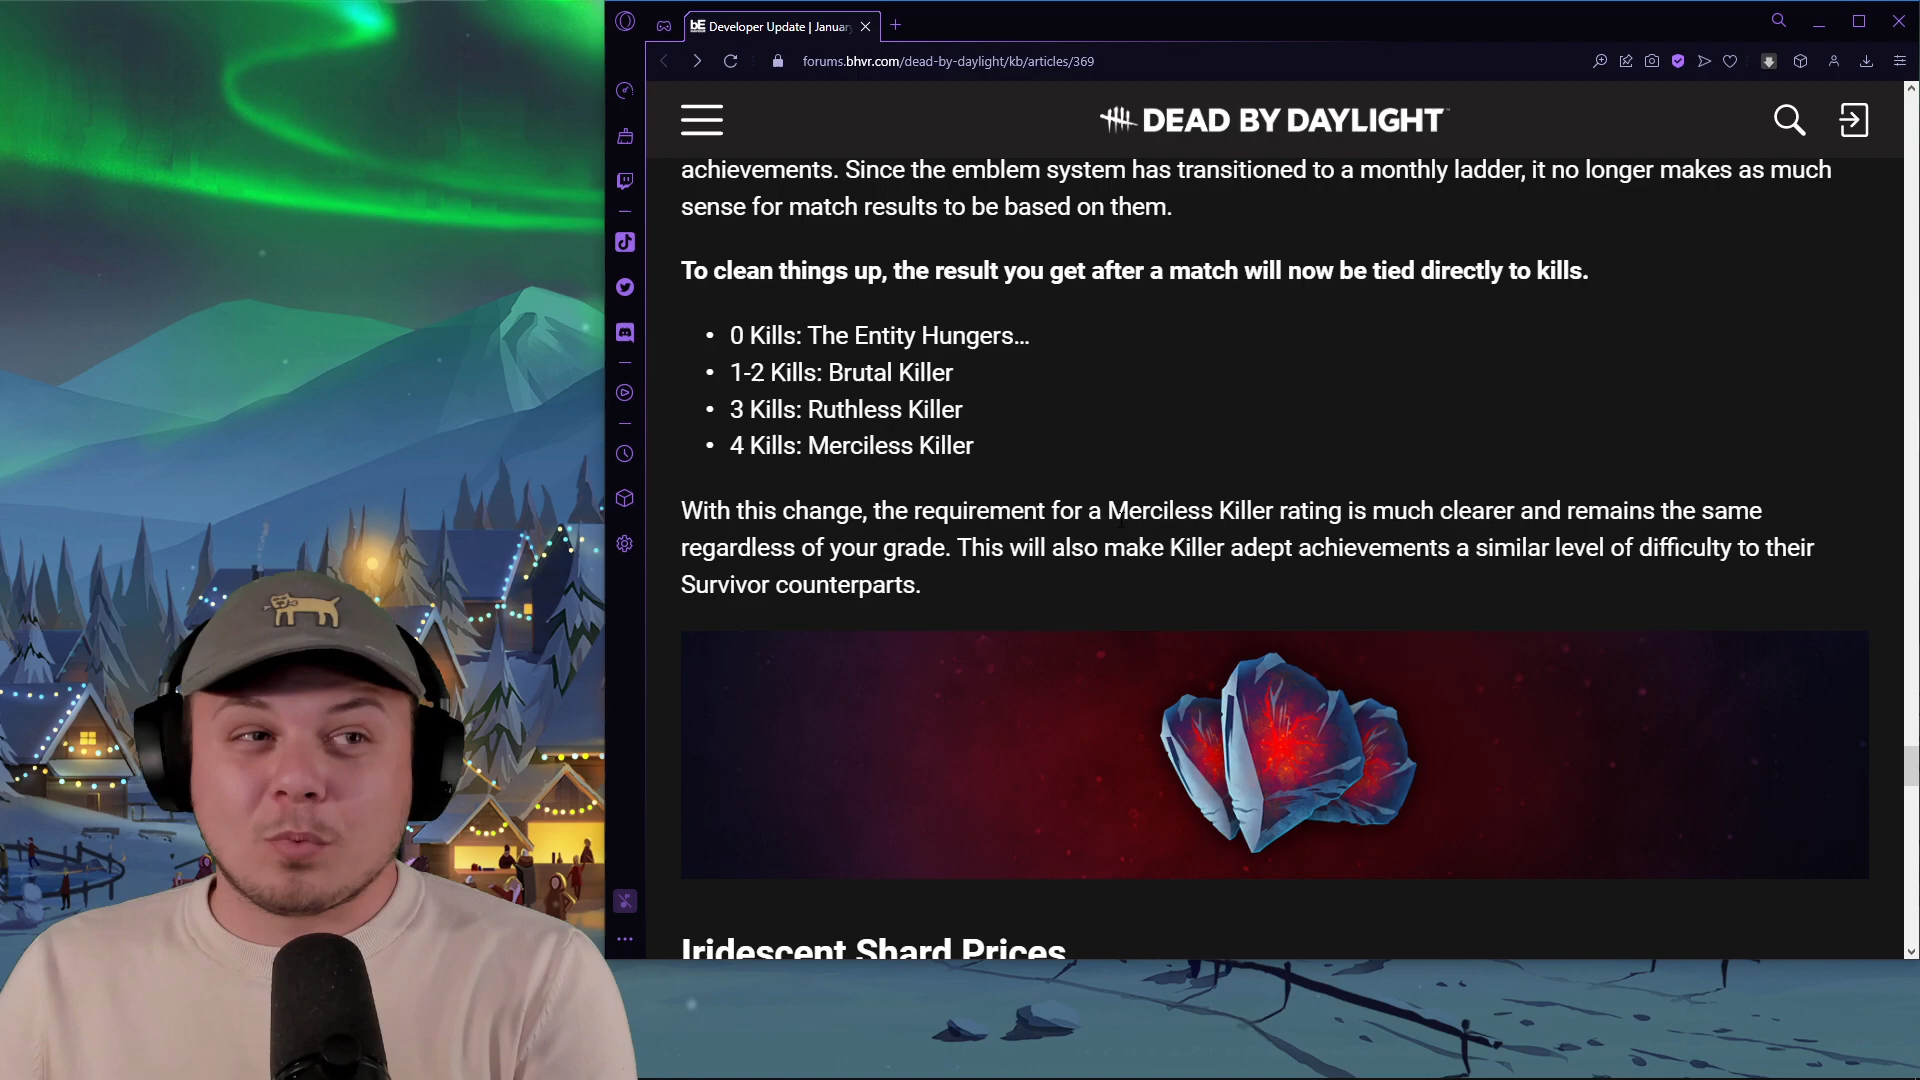 bE Developer Update | Januar
forums.bhvr.com/dead-by-daylight/kb/articles/369
DEAD BY DAYLIGHT
achievements. Since the emblem system has transitioned to a monthly ladder, it no longer makes as much
sense for match results to be based on them.
To clean things up, the result you get after a match will now be tied directly to kills.
• 0 Kills: The Entity Hungers...
• 1-2 Kills: Brutal Killer
• 3 Kills: Ruthless Killer
• 4 Kills: Merciless Killer
With this change, the requirement for a Merciless Killer rating is much clearer and remains the same
regardless of your grade. This will also make Killer adept achievements a similar level of difficulty to their
Survivor counterparts.
Iridescent Shard Prices